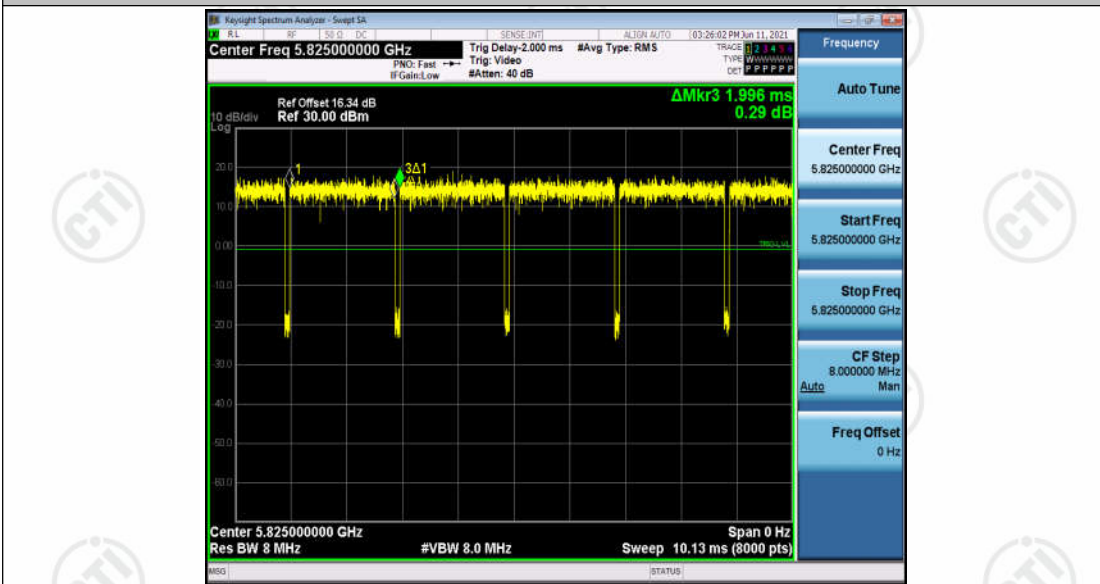 Keysight Spectrum Analyzer - Swept SA
RL RF 50 Ω DC SENSE:INT ALIGN AUTO 03:26:02 PM Jun 11, 2021
Center Freq 5.825000000 GHz
PNO: Fast
IFGain:Low
Trig Delay-2.000 ms
Trig: Video
#Atten: 40 dB
#Avg Type: RMS
TRACE 1 2 3 4 5 6
TYPE
DET P P P P P P
Frequency
Auto Tune
Center Freq
5.825000000 GHz
Start Freq
5.825000000 GHz
Stop Freq
5.825000000 GHz
CF Step
8.000000 MHz
Auto Man
Freq Offset
0 Hz
ΔMkr3 1.996 ms
0.29 dB
Ref Offset 16.34 dB
10 dB/div Ref 30.00 dBm
Log
20.0
10.0
0.00
-10.0
-20.0
-30.0
-40.0
-50.0
-60.0
1
3Δ1
TRIG LVL
Center 5.825000000 GHz
Span 0 Hz
Res BW 8 MHz
#VBW 8.0 MHz
Sweep 10.13 ms (8000 pts)
MSG
STATUS
CTI
CTI